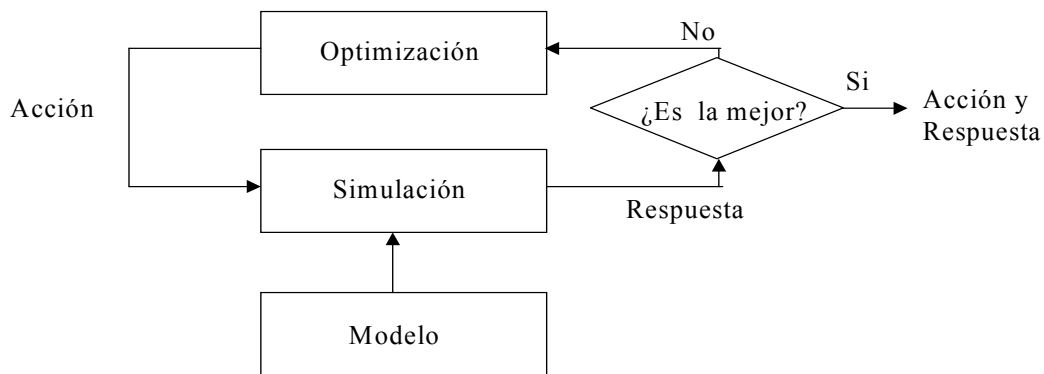 No
Optimización
Si
Acción
¿Es la mejor?
Acción y
Respuesta
Simulación
Respuesta
Modelo